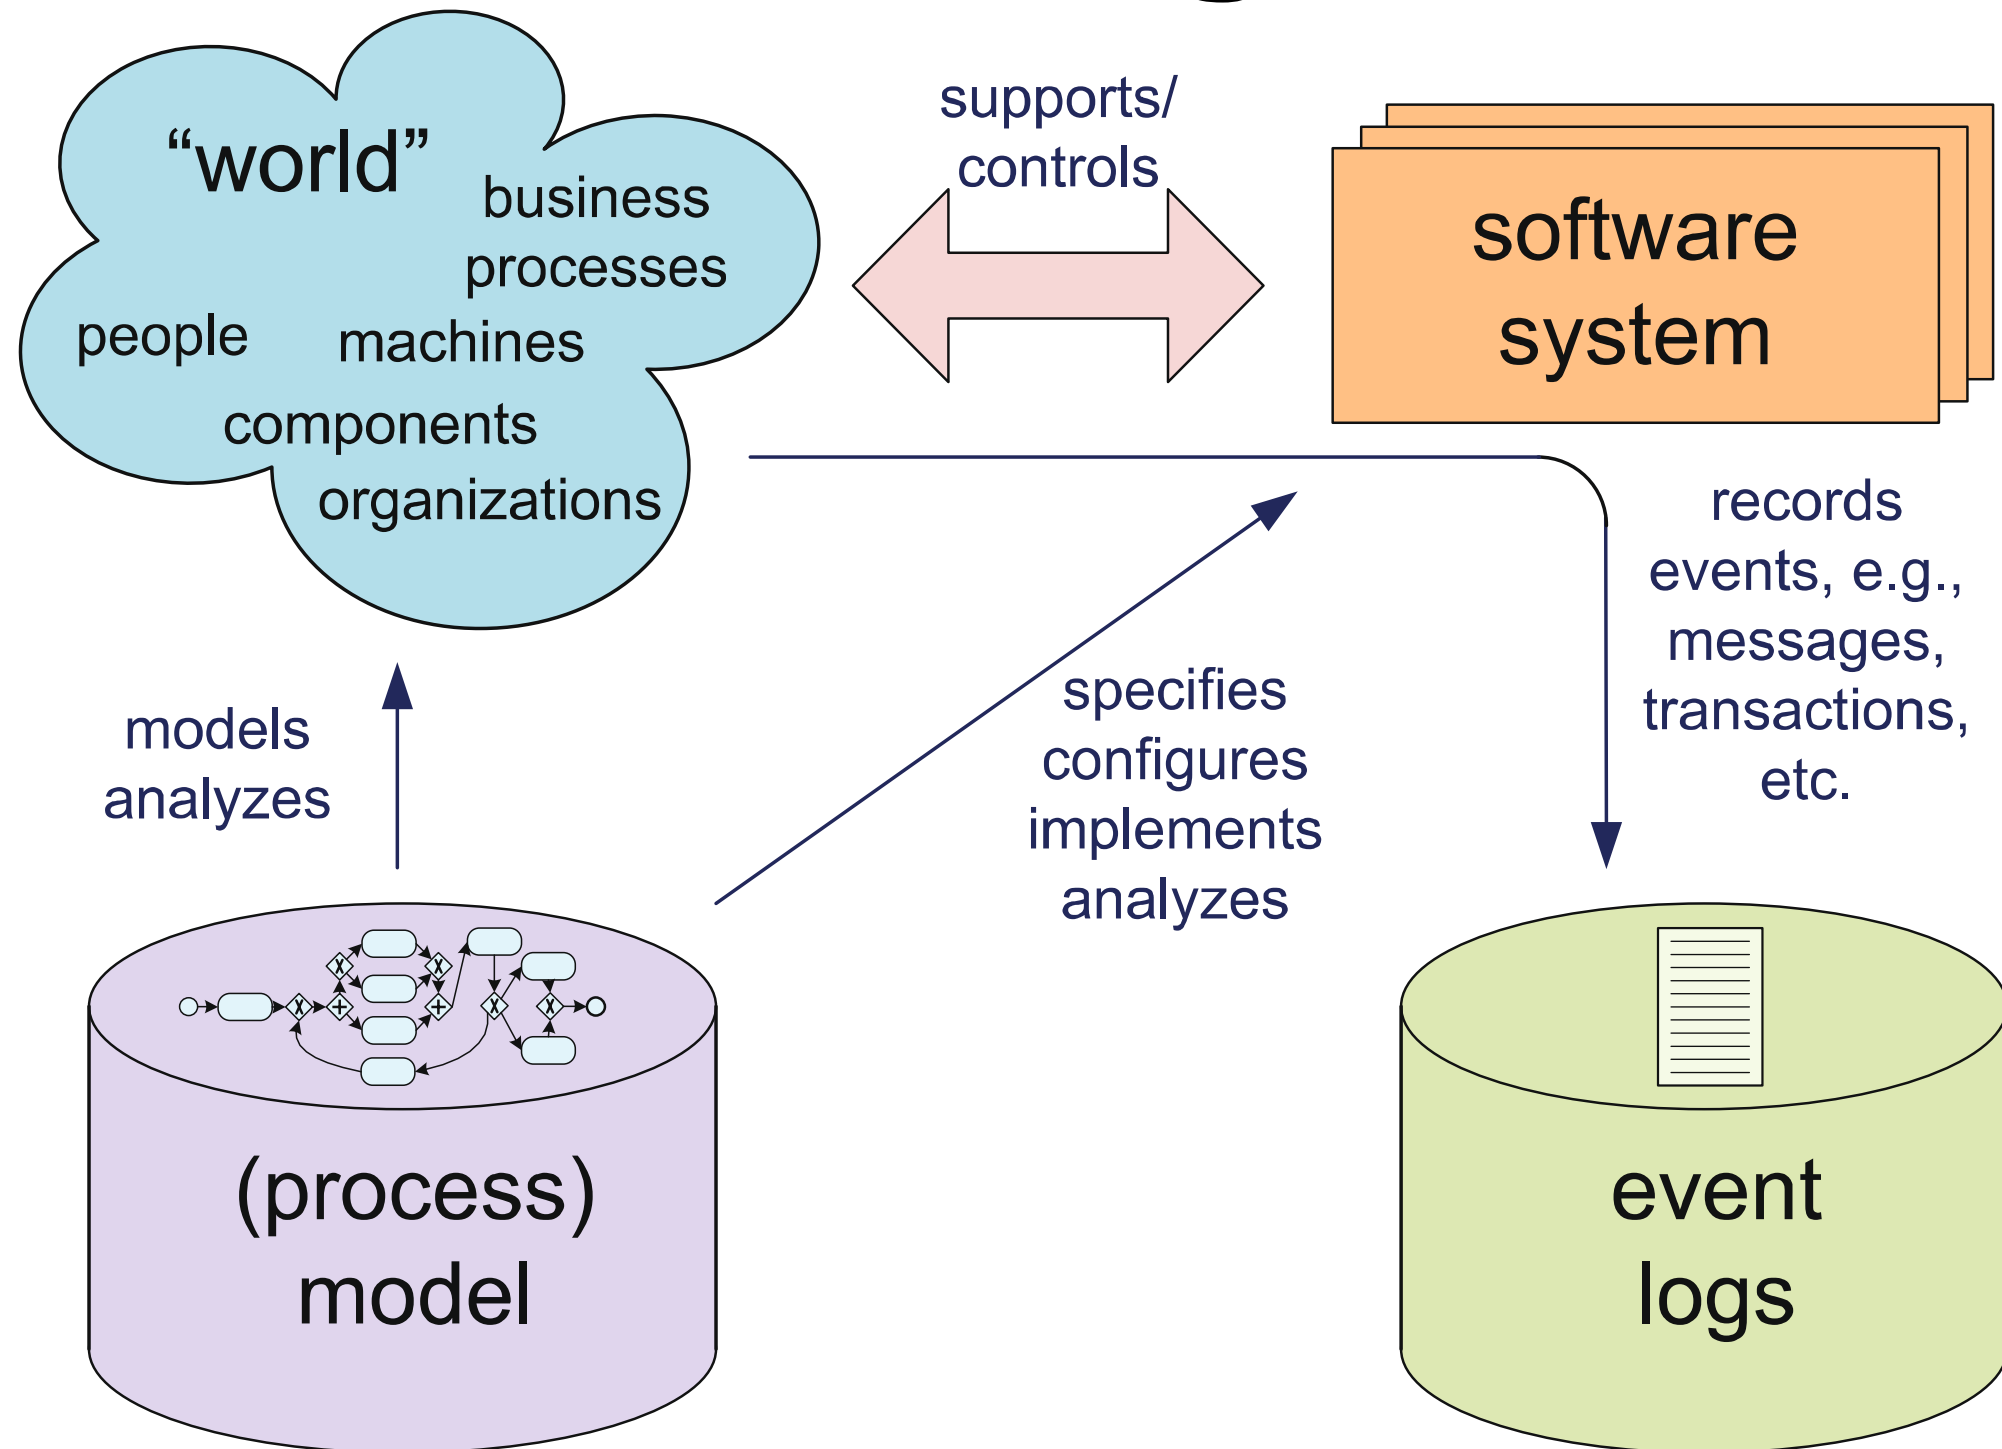 “world”
business
processes
people
machines
components
organizations
supports/
controls
software
system
records
events, e.g.,
messages,
transactions,
etc.
models
analyzes
specifies
configures
implements
analyzes
(process)
model
event
logs